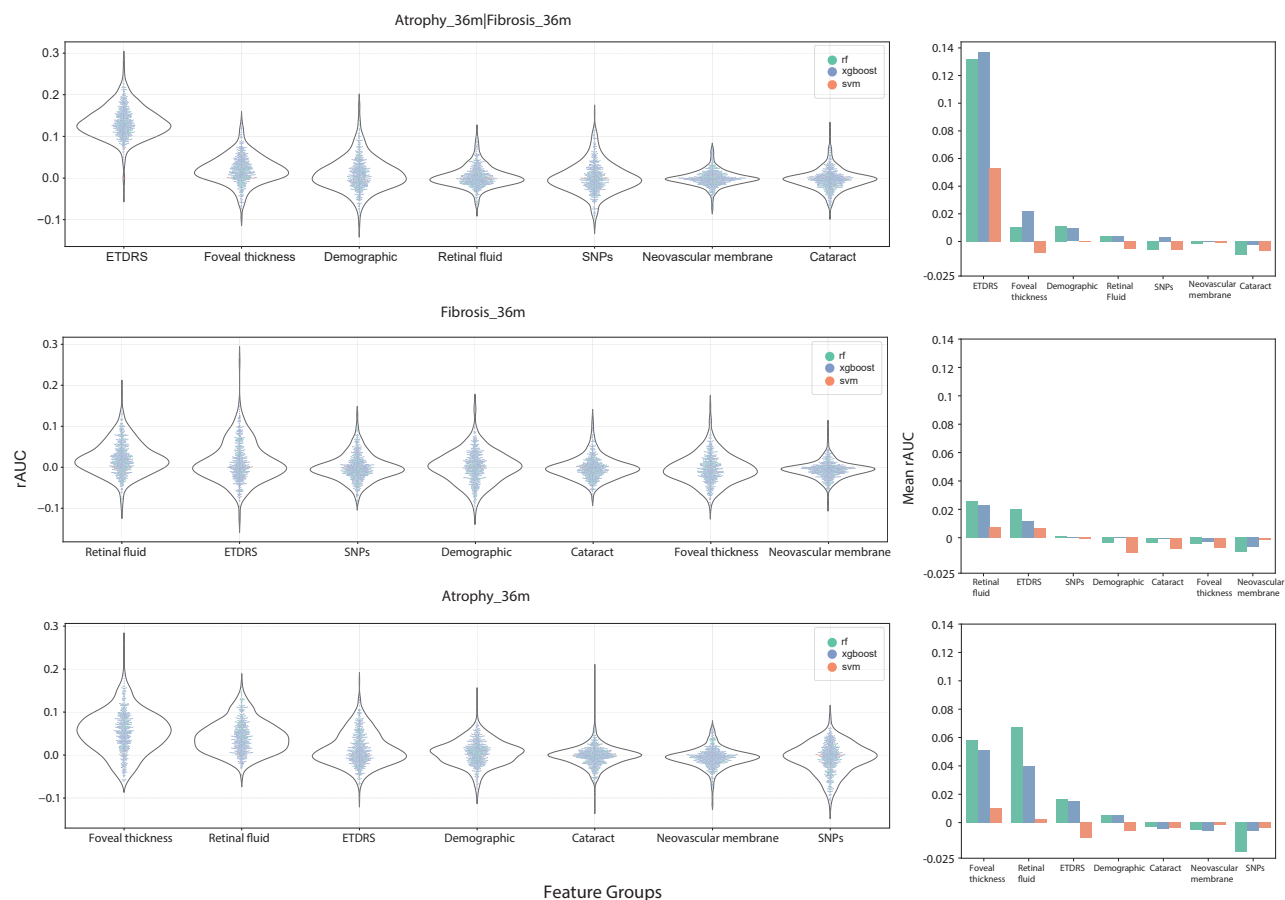 Atrophy_36m|Fibrosis_36m
0.3
0.2
0.1
0.0
−0.1
rf
xgboost
svm
ETDRS
Foveal thickness
Demographic
Retinal fluid
SNPs
Neovascular membrane
Cataract
0.14
0.12
0.10
0.08
0.06
0.04
0.02
0
-0.025
ETDRS
Foveal
thickness
Demographic
Retinal
Fluid
SNPs
Neovascular
membrane
Cataract
Fibrosis_36m
rAUC
0.3
0.2
0.1
0.0
−0.1
rf
xgboost
svm
Retinal fluid
ETDRS
SNPs
Demographic
Cataract
Foveal thickness
Neovascular membrane
Mean rAUC
0.14
0.12
0.10
0.08
0.06
0.04
0.02
0
-0.025
Retinal
fluid
ETDRS
SNPs
Demographic
Cataract
Foveal
thickness
Neovascular
membrane
Atrophy_36m
0.3
0.2
0.1
0.0
−0.1
rf
xgboost
svm
Foveal thickness
Retinal fluid
ETDRS
Demographic
Cataract
Neovascular membrane
SNPs
0.14
0.12
0.10
0.08
0.06
0.04
0.02
0
-0.025
Foveal
thickness
Retinal
fluid
ETDRS
Demographic
Cataract
Neovascular
membrane
SNPs
Feature Groups